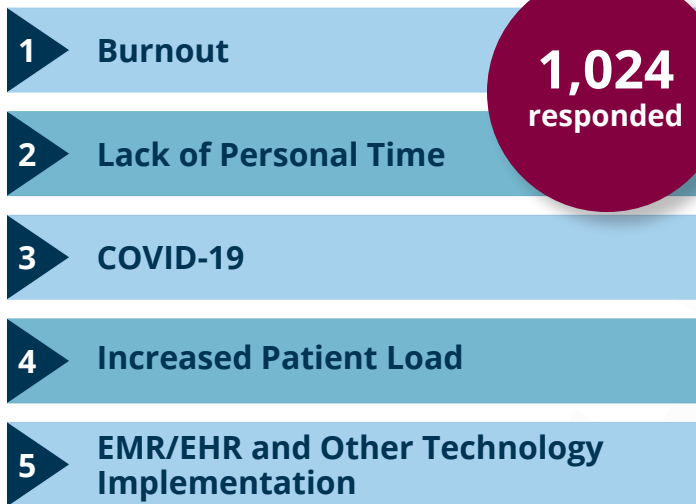 1 Burnout
1,024
responded
2 Lack of Personal Time
3 COVID-19
4 Increased Patient Load
5 EMR/EHR and Other Technology
Implementation